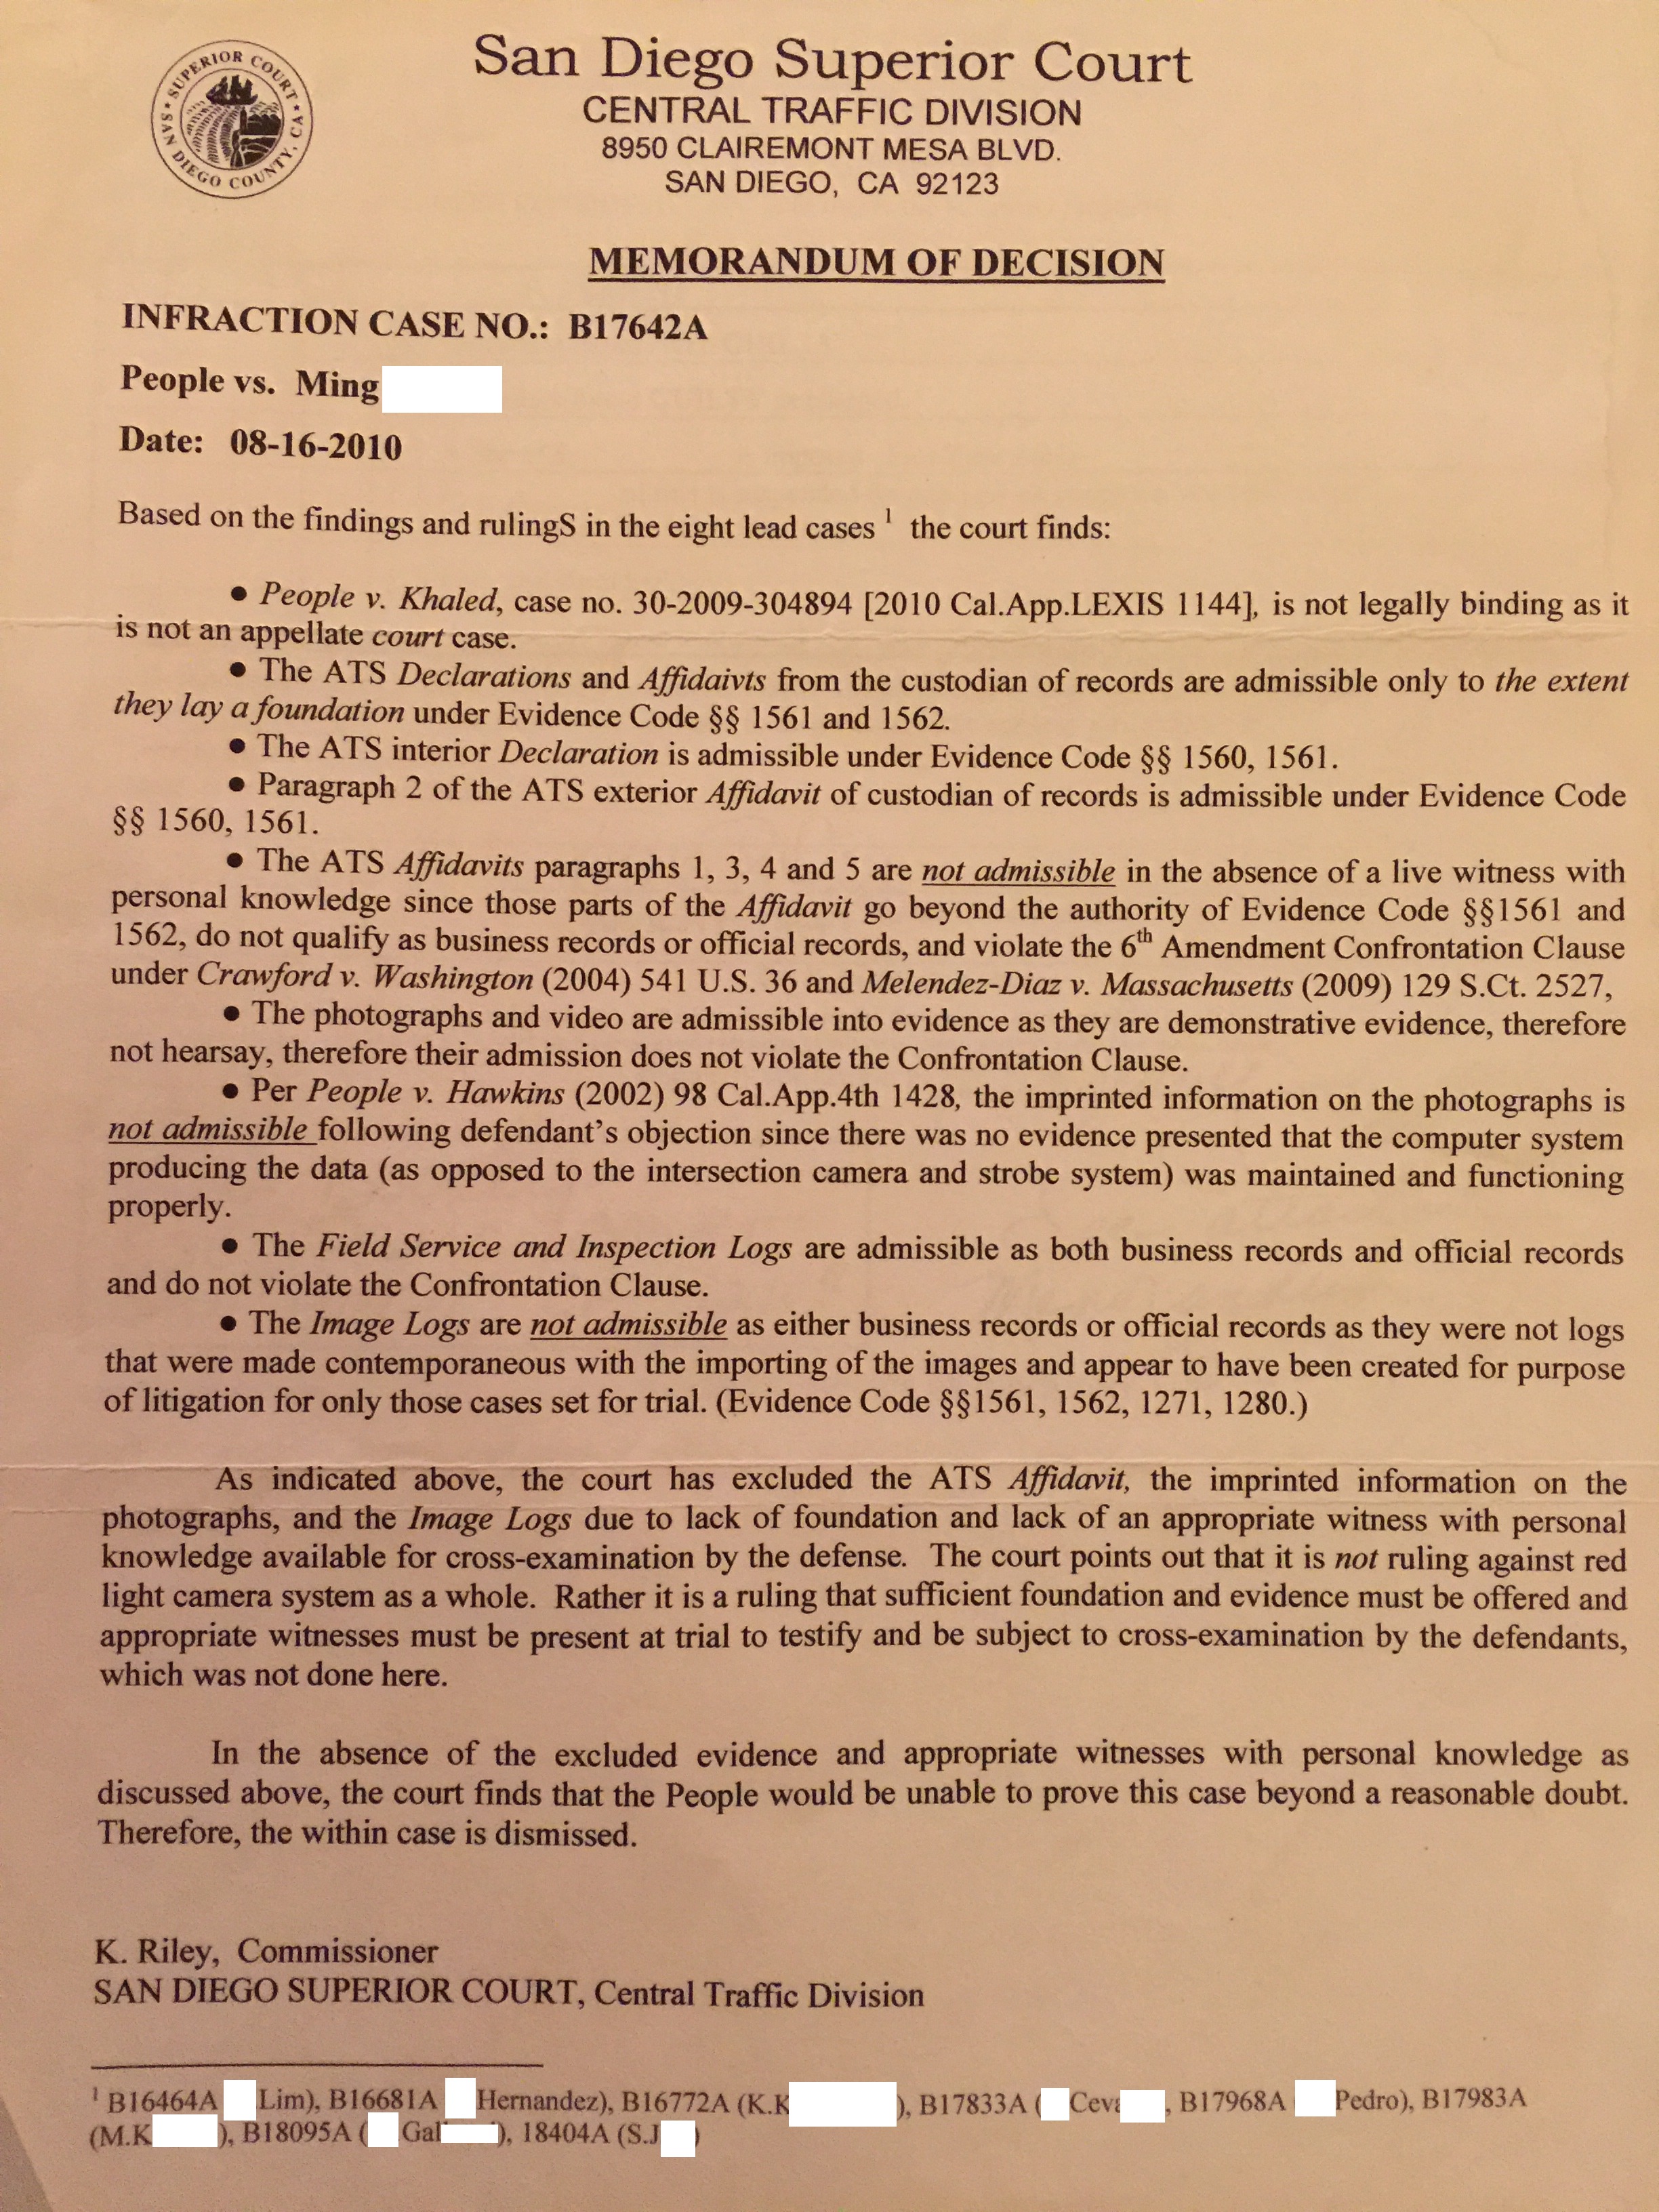 SUPERIOR COURT
SAN DIEGO COUNTY, CA
San Diego Superior Court
CENTRAL TRAFFIC DIVISION
8950 CLAIREMONT MESA BLVD.
SAN DIEGO, CA 92123
MEMORANDUM OF DECISION
INFRACTION CASE NO.: B17642A
People vs. Ming
Date: 08-16-2010
Based on the findings and rulingS in the eight lead cases ¹ the court finds:
● People v. Khaled, case no. 30-2009-304894 [2010 Cal.App.LEXIS 1144], is not legally binding as it
is not an appellate court case.
● The ATS Declarations and Affidaivts from the custodian of records are admissible only to the extent
they lay a foundation under Evidence Code §§ 1561 and 1562.
● The ATS interior Declaration is admissible under Evidence Code §§ 1560, 1561.
● Paragraph 2 of the ATS exterior Affidavit of custodian of records is admissible under Evidence Code
§§ 1560, 1561.
● The ATS Affidavits paragraphs 1, 3, 4 and 5 are not admissible in the absence of a live witness with
personal knowledge since those parts of the Affidavit go beyond the authority of Evidence Code §§1561 and
1562, do not qualify as business records or official records, and violate the 6th Amendment Confrontation Clause
under Crawford v. Washington (2004) 541 U.S. 36 and Melendez-Diaz v. Massachusetts (2009) 129 S.Ct. 2527,
● The photographs and video are admissible into evidence as they are demonstrative evidence, therefore
not hearsay, therefore their admission does not violate the Confrontation Clause.
● Per People v. Hawkins (2002) 98 Cal.App.4th 1428, the imprinted information on the photographs is
not admissible following defendant's objection since there was no evidence presented that the computer system
producing the data (as opposed to the intersection camera and strobe system) was maintained and functioning
properly.
● The Field Service and Inspection Logs are admissible as both business records and official records
and do not violate the Confrontation Clause.
● The Image Logs are not admissible as either business records or official records as they were not logs
that were made contemporaneous with the importing of the images and appear to have been created for purpose
of litigation for only those cases set for trial. (Evidence Code §§1561, 1562, 1271, 1280.)
As indicated above, the court has excluded the ATS Affidavit, the imprinted information on the
photographs, and the Image Logs due to lack of foundation and lack of an appropriate witness with personal
knowledge available for cross-examination by the defense. The court points out that it is not ruling against red
light camera system as a whole. Rather it is a ruling that sufficient foundation and evidence must be offered and
appropriate witnesses must be present at trial to testify and be subject to cross-examination by the defendants,
which was not done here.
In the absence of the excluded evidence and appropriate witnesses with personal knowledge as
discussed above, the court finds that the People would be unable to prove this case beyond a reasonable doubt.
Therefore, the within case is dismissed.
K. Riley, Commissioner
SAN DIEGO SUPERIOR COURT, Central Traffic Division
¹ B16464A Lim), B16681A Hernandez), B16772A (K.K ), B17833A ( Ceva , B17968A Pedro), B17983A
(M.K ), B18095A ( Gal ), 18404A (S.J )